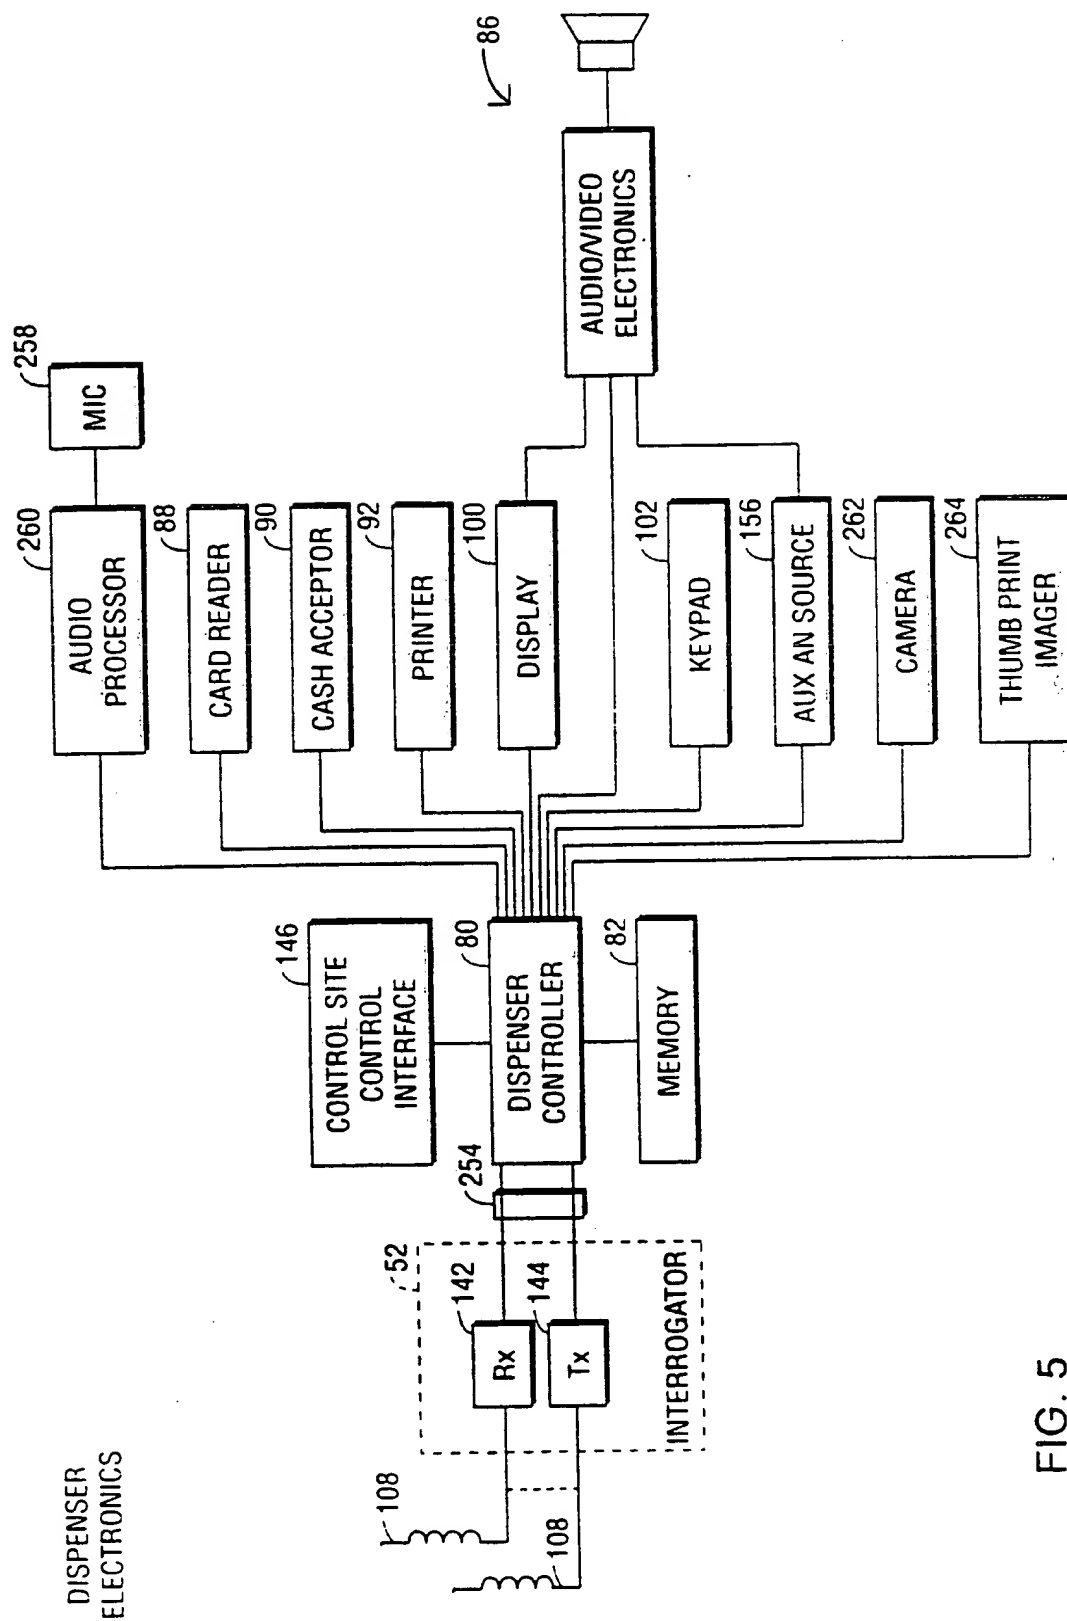 DISPENSER
ELECTRONICS
108
108
52
142
Rx
144
Tx
INTERROGATOR
254
146
CONTROL SITE
CONTROL
INTERFACE
80
DISPENSER
CONTROLLER
82
MEMORY
260
AUDIO
PROCESSOR
258
MIC
88
CARD READER
90
CASH ACCEPTOR
92
PRINTER
100
DISPLAY
102
KEYPAD
156
AUX AN SOURCE
262
CAMERA
264
THUMB PRINT
IMAGER
AUDIO/VIDEO
ELECTRONICS
86
FIG. 5